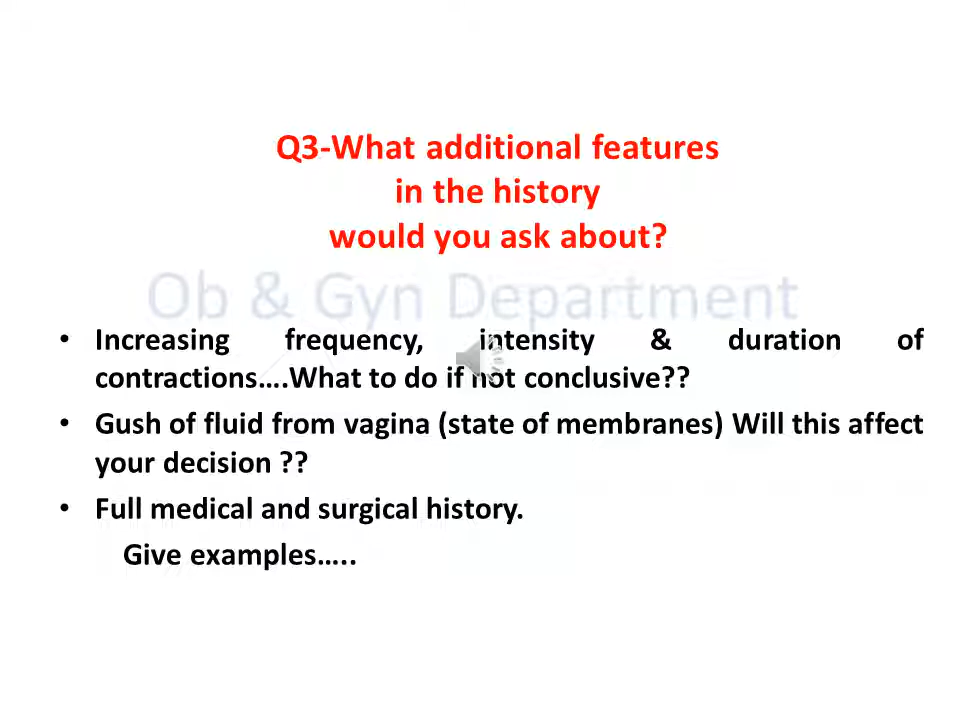 Q3-What additional features
in the history
would you ask about?
Ob & Gyn Department
• Increasing frequency, intensity & duration of
contractions….What to do if not conclusive??
• Gush of fluid from vagina (state of membranes) Will this affect
your decision ??
• Full medical and surgical history.
Give examples…..